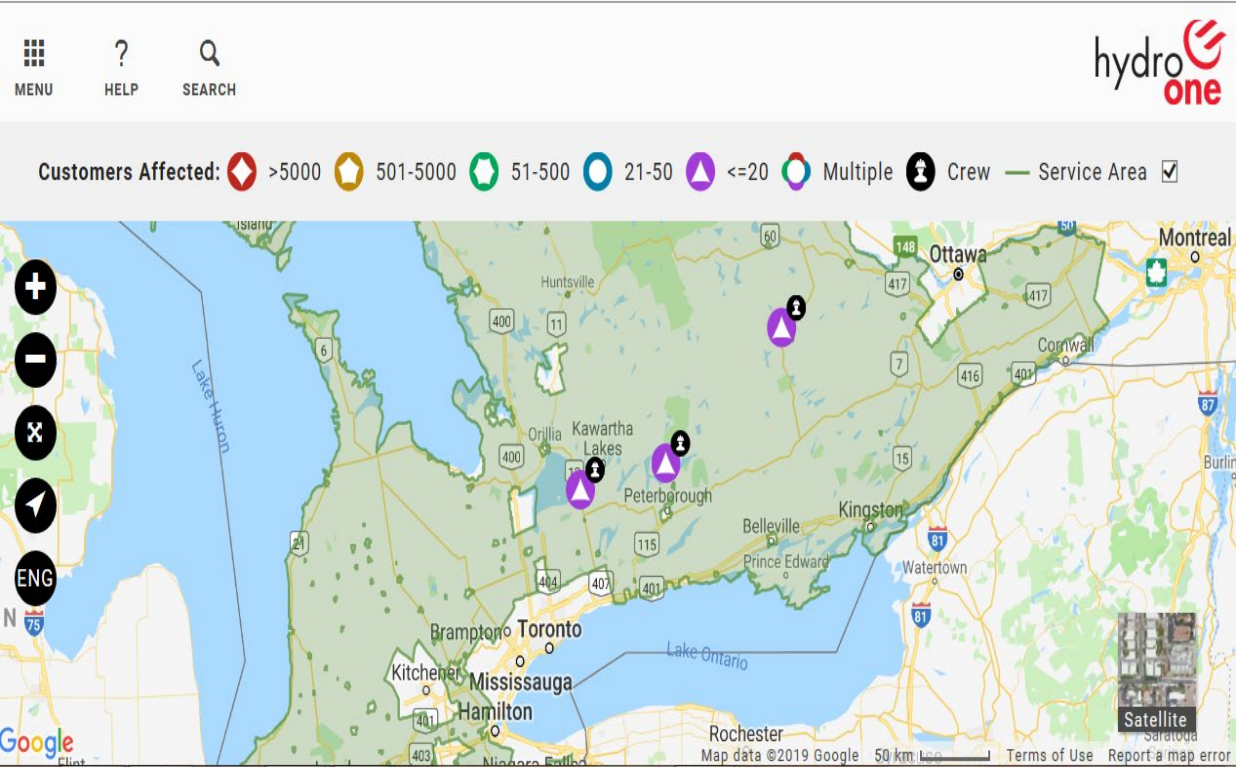 MENU
HELP
SEARCH
hydro
one
Customers Affected: >5000 501-5000 51-500 21-50 <=20 Multiple Crew Service Area
Island
60
148
Ottawa
50
Montreal
Huntsville
417
417
400
11
6
Lake Huron
7
Cornwall
416
401
87
Orillia
Kawartha
Lakes
400
15
Peterborough
Kingston
Belleville
21
115
81
Prince Edward
Watertown
ENG
404
407
401
N
75
81
Brampton
Toronto
Lake Ontario
Kitchener
Mississauga
401
Hamilton
Satellite
Google
Rochester
Saratoga
403
Niagara Falls
Flint
Map data ©2019 Google 50 km Terms of Use Report a map error